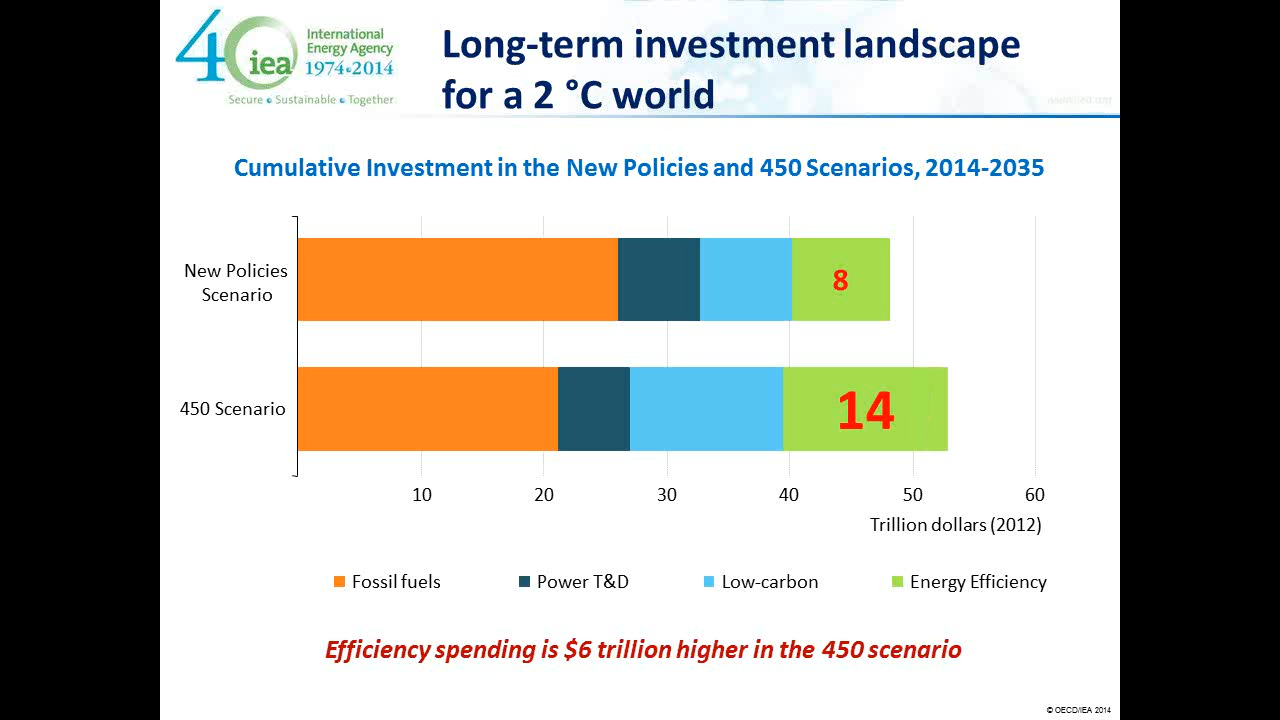 40 iea
International
Energy Agency
1974•2014
Secure • Sustainable • Together
Long-term investment landscape
for a 2 °C world
Cumulative Investment in the New Policies and 450 Scenarios, 2014-2035
New Policies
Scenario
8
450 Scenario
14
10 20 30 40 50 60
Trillion dollars (2012)
Fossil fuels Power T&D Low-carbon Energy Efficiency
Efficiency spending is $6 trillion higher in the 450 scenario
© OECD/IEA 2014